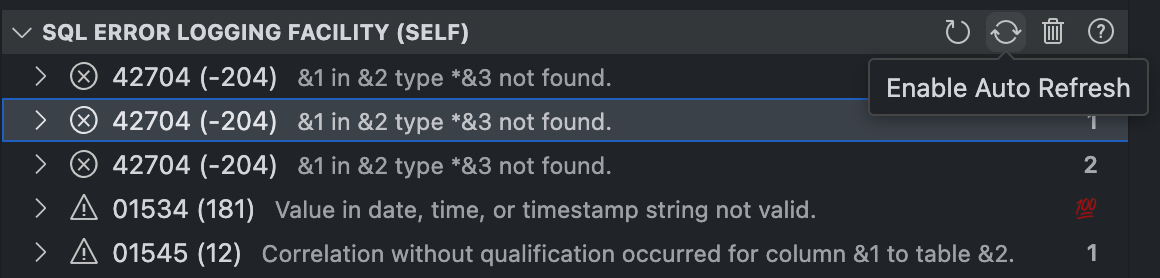 SQL ERROR LOGGING FACILITY (SELF)
42704 (-204) &1 in &2 type *&3 not found.
Enable Auto Refresh
42704 (-204) &1 in &2 type *&3 not found. 1
42704 (-204) &1 in &2 type *&3 not found. 2
01534 (181) Value in date, time, or timestamp string not valid. 💯
01545 (12) Correlation without qualification occurred for column &1 to table &2. 1